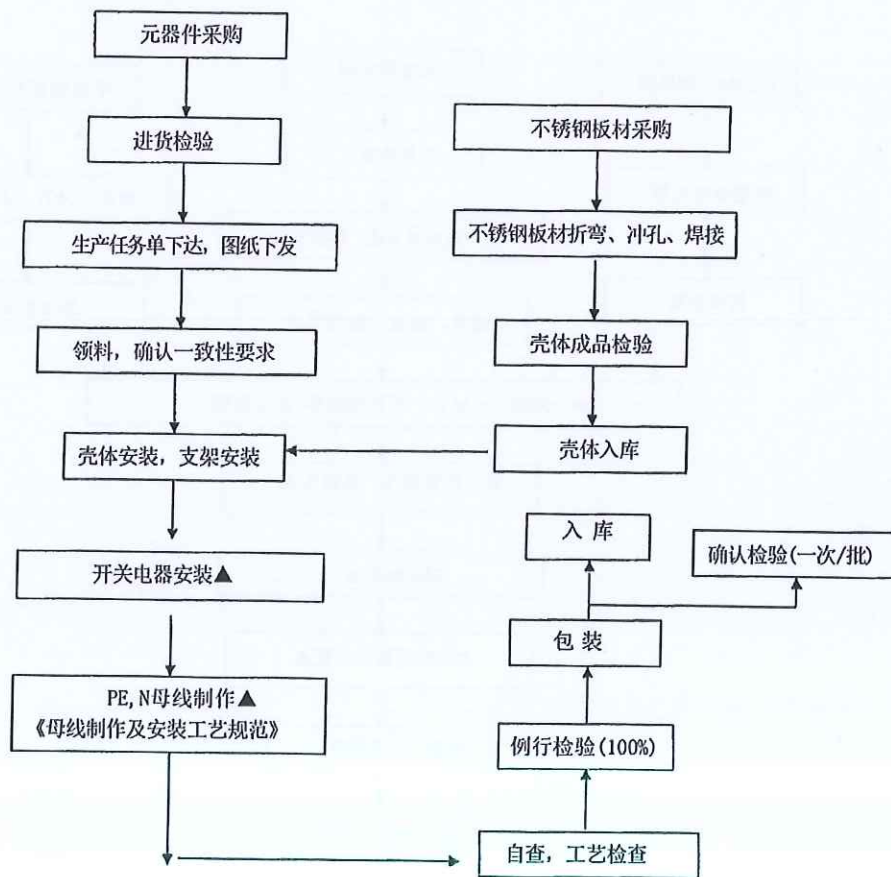 元器件采购
进货检验
生产任务单下达, 图纸下发
领料, 确认一致性要求
壳体安装, 支架安装
开关电器安装▲
PE,N母线制作▲
《母线制作及安装工艺规范》
不锈钢板材采购
不锈钢板材折弯、冲孔、焊接
壳体成品检验
壳体入库
入 库
确认检验(一次/批)
包 装
例行检验(100%)
自查, 工艺检查